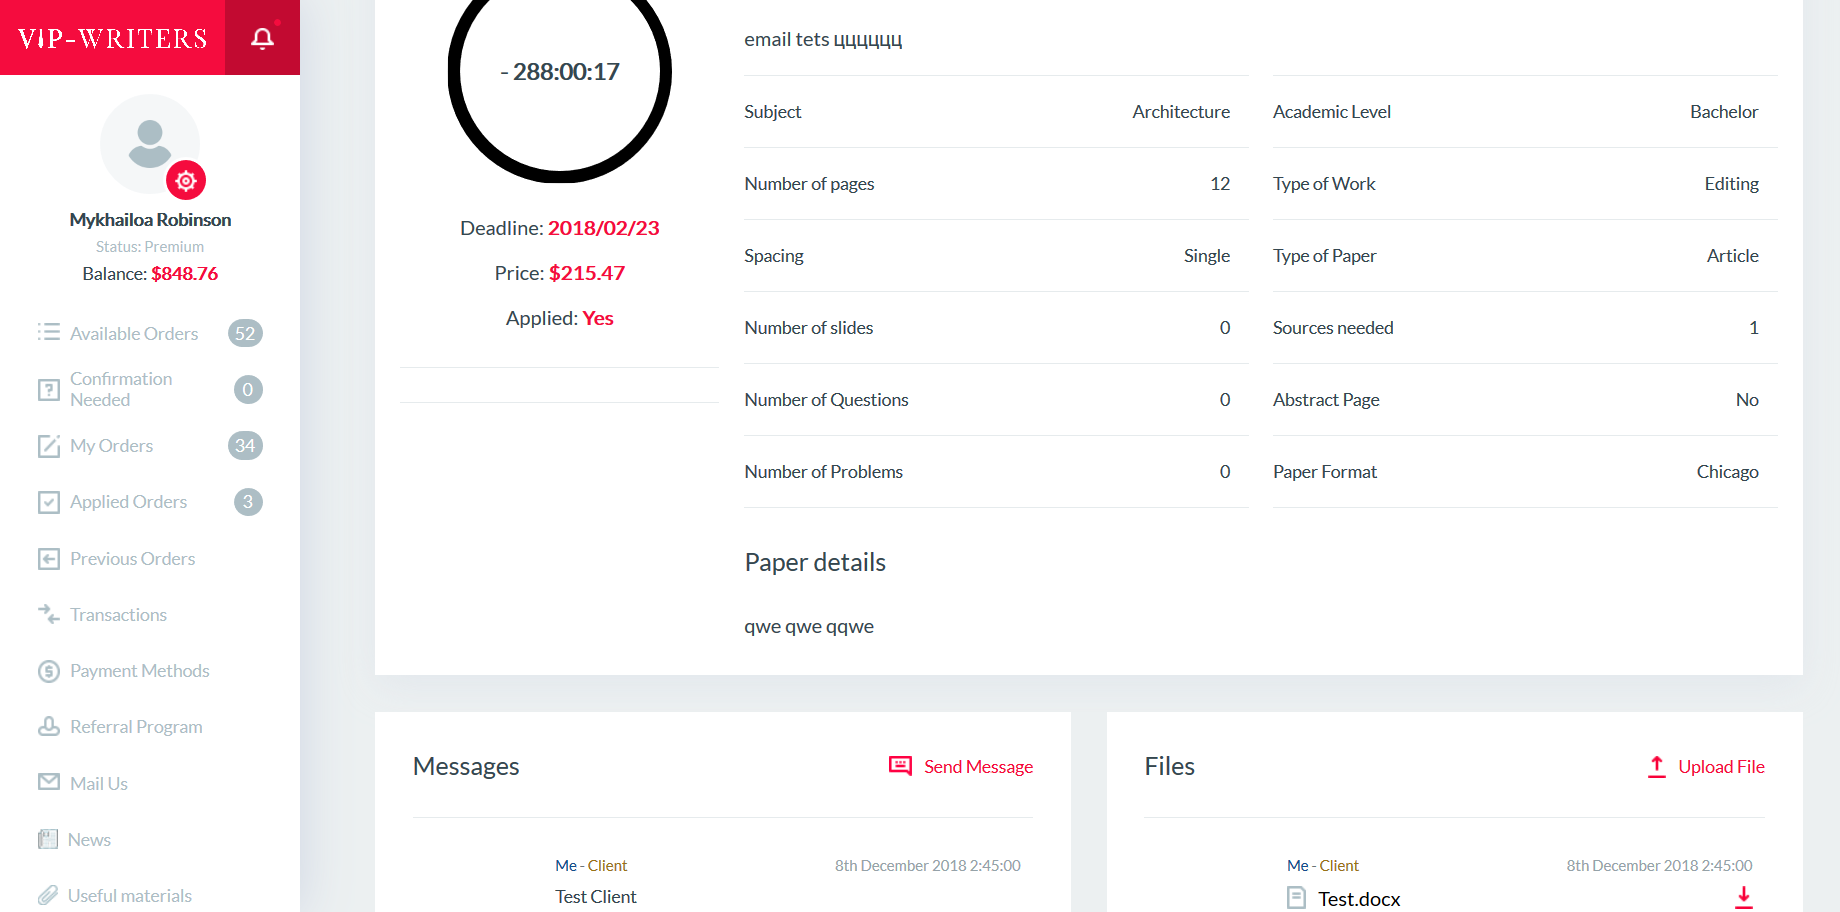 VIP-WRITERS
Mykhailoa Robinson
Status: Premium
Balance: $848.76
Available Orders 52
Confirmation
Needed 0
My Orders 34
Applied Orders 3
Previous Orders
Transactions
Payment Methods
Referral Program
Mail Us
News
Useful materials
- 288:00:17
Deadline: 2018/02/23
Price: $215.47
Applied: Yes
email tets цццццц
Subject Architecture
Number of pages 12
Spacing Single
Number of slides 0
Number of Questions 0
Number of Problems 0
Academic Level Bachelor
Type of Work Editing
Type of Paper Article
Sources needed 1
Abstract Page No
Paper Format Chicago
Paper details
qwe qwe qqwe
Messages Send Message
Me - Client 8th December 2018 2:45:00
Test Client
Files Upload File
Me - Client 8th December 2018 2:45:00
Test.docx